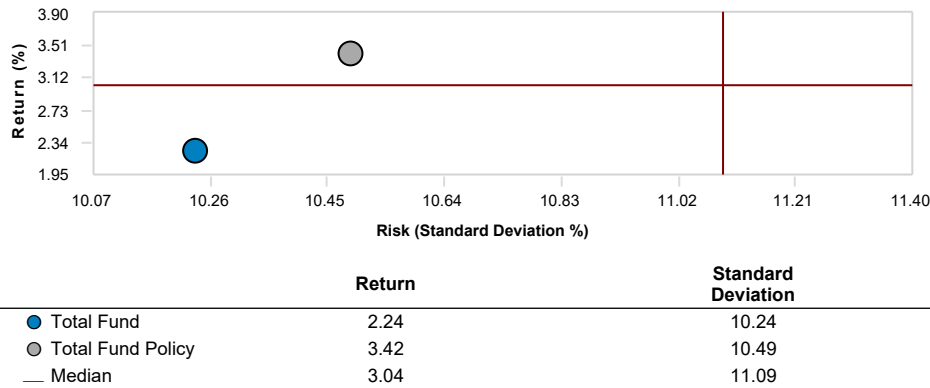 3.90
3.51
3.12
2.73
2.34
1.95
Return (%)
10.07 10.26 10.45 10.64 10.83 11.02 11.21 11.40
Risk (Standard Deviation %)
Return Standard Deviation
Total Fund 2.24 10.24
Total Fund Policy 3.42 10.49
Median 3.04 11.09